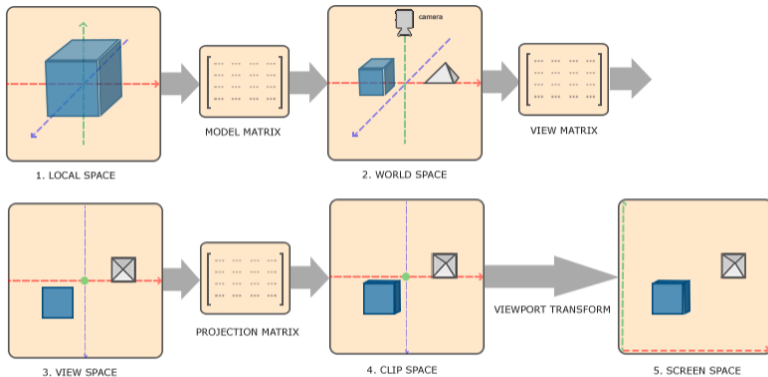 camera
MODEL MATRIX
VIEW MATRIX
1. LOCAL SPACE
2. WORLD SPACE
PROJECTION MATRIX
VIEWPORT TRANSFORM
3. VIEW SPACE
4. CLIP SPACE
5. SCREEN SPACE